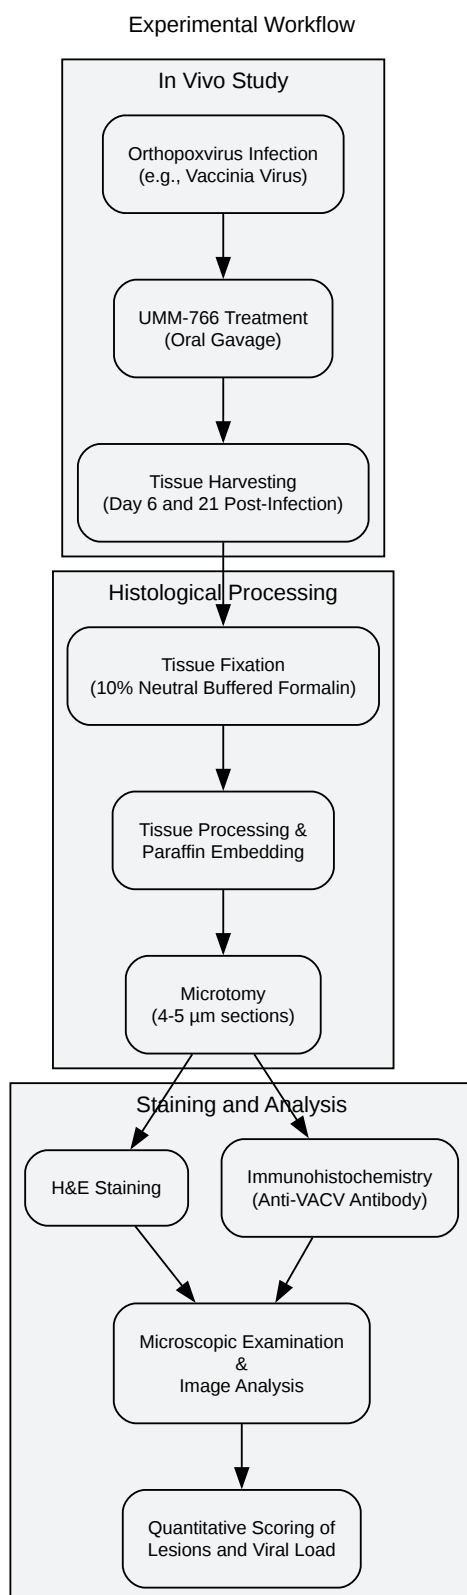 Experimental Workflow
In Vivo Study
Orthopoxvirus Infection
(e.g., Vaccinia Virus)
UMM-766 Treatment
(Oral Gavage)
Tissue Harvesting
(Day 6 and 21 Post-Infection)
Histological Processing
Tissue Fixation
(10% Neutral Buffered Formalin)
Tissue Processing &
Paraffin Embedding
Microtomy
(4-5 µm sections)
Staining and Analysis
H&E Staining
Immunohistochemistry
(Anti-VACV Antibody)
Microscopic Examination
&
Image Analysis
Quantitative Scoring of
Lesions and Viral Load